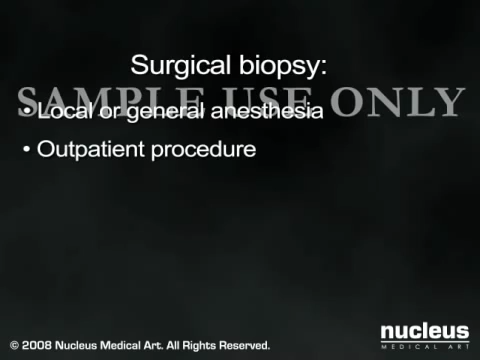 Surgical biopsy:
SAMPLE USE ONLY
• Local or general anesthesia
• Outpatient procedure
nucleus
MEDICAL ART
© 2008 Nucleus Medical Art. All Rights Reserved.